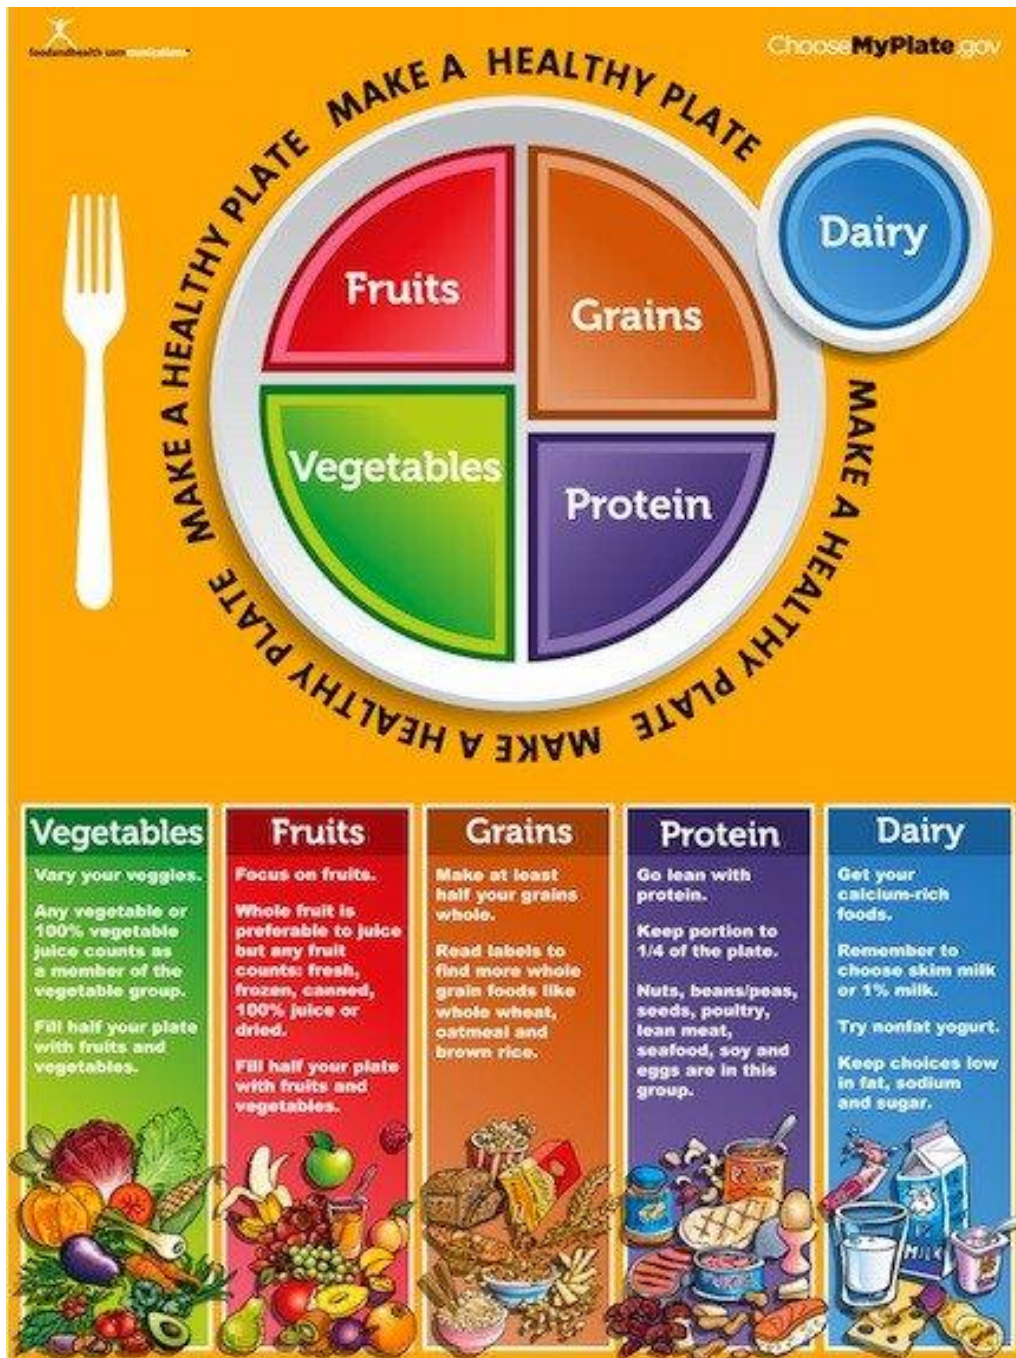 foodandhealth communications
ChooseMyPlate.gov
MAKE A HEALTHY PLATE
MAKE A HEALTHY PLATE
MAKE A HEALTHY PLATE
MAKE A HEALTHY PLATE
Fruits
Grains
Dairy
Vegetables
Protein
Vegetables
Vary your veggies.
Any vegetable or
100% vegetable
juice counts as
a member of the
vegetable group.
Fill half your plate
with fruits and
vegetables.
Fruits
Focus on fruits.
Whole fruit is
preferable to juice
but any fruit
counts: fresh,
frozen, canned,
100% juice or
dried.
Fill half your plate
with fruits and
vegetables.
Grains
Make at least
half your grains
whole.
Read labels to
find more whole
grain foods like
whole wheat,
oatmeal and
brown rice.
Protein
Go lean with
protein.
Keep portion to
1/4 of the plate.
Nuts, beans/peas,
seeds, poultry,
lean meat,
seafood, soy and
eggs are in this
group.
Dairy
Get your
calcium-rich
foods.
Remember to
choose skim milk
or 1% milk.
Try nonfat yogurt.
Keep choices low
in fat, sodium
and sugar.
MILK